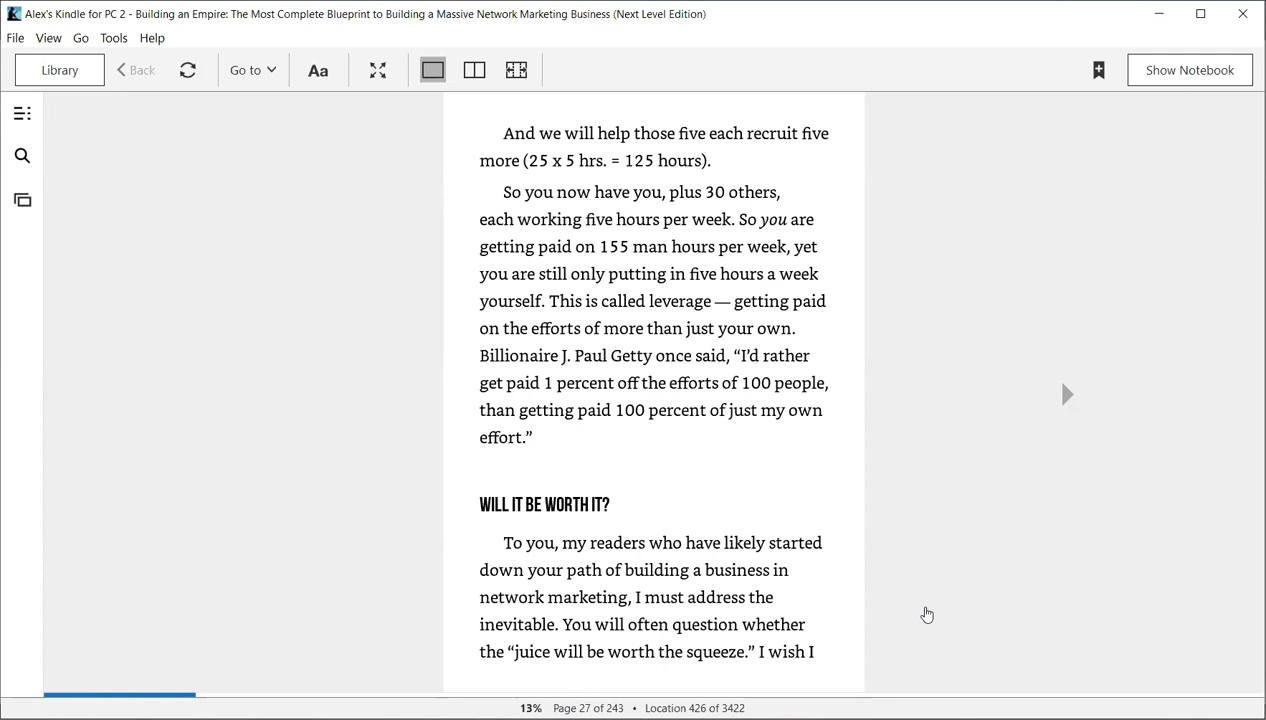 Alex's Kindle for PC 2 - Building an Empire: The Most Complete Blueprint to Building a Massive Network Marketing Business (Next Level Edition)
File View Go Tools Help
Library Back Go to Aa Show Notebook
And we will help those five each recruit five
more (25 x 5 hrs. = 125 hours).
So you now have you, plus 30 others,
each working five hours per week. So you are
getting paid on 155 man hours per week, yet
you are still only putting in five hours a week
yourself. This is called leverage — getting paid
on the efforts of more than just your own.
Billionaire J. Paul Getty once said, “I’d rather
get paid 1 percent off the efforts of 100 people,
than getting paid 100 percent of just my own
effort.”
WILL IT BE WORTH IT?
To you, my readers who have likely started
down your path of building a business in
network marketing, I must address the
inevitable. You will often question whether
the “juice will be worth the squeeze.” I wish I
13% Page 27 of 243 • Location 426 of 3422